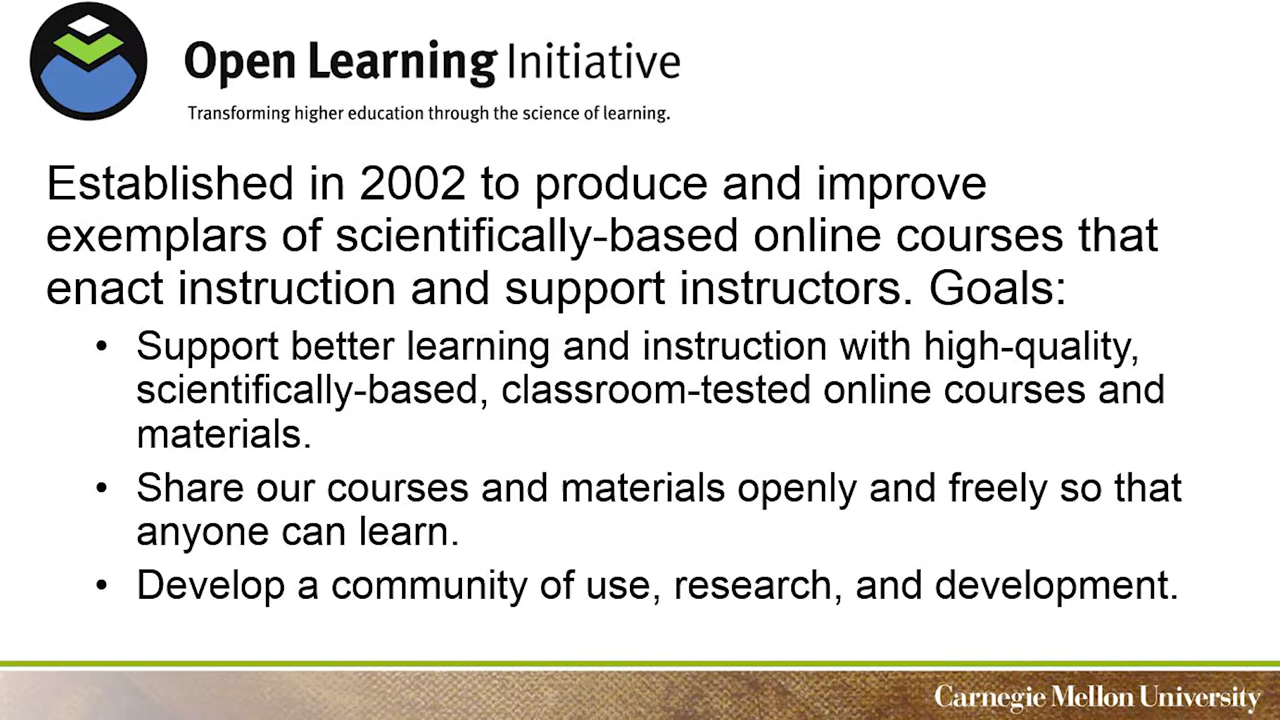 Open Learning Initiative
Transforming higher education through the science of learning.
Established in 2002 to produce and improve
exemplars of scientifically-based online courses that
enact instruction and support instructors. Goals:
• Support better learning and instruction with high-quality,
scientifically-based, classroom-tested online courses and
materials.
• Share our courses and materials openly and freely so that
anyone can learn.
• Develop a community of use, research, and development.
Carnegie Mellon University